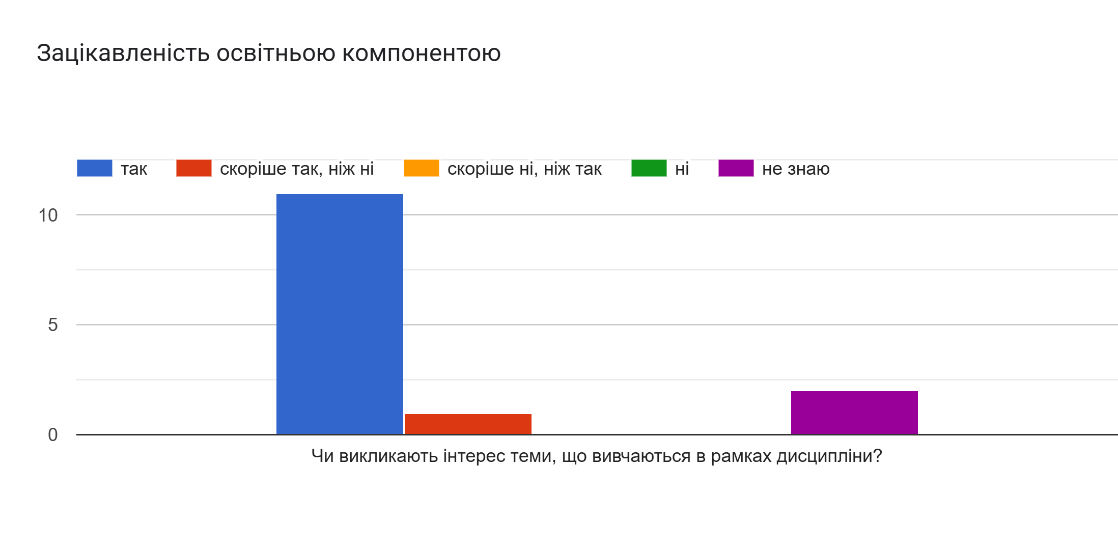 Зацікавленість освітньою компонентою
так скоріше так, ніж ні скоріше ні, ніж так ні не знаю
10
5
0
Чи викликають інтерес теми, що вивчаються в рамках дисципліни?